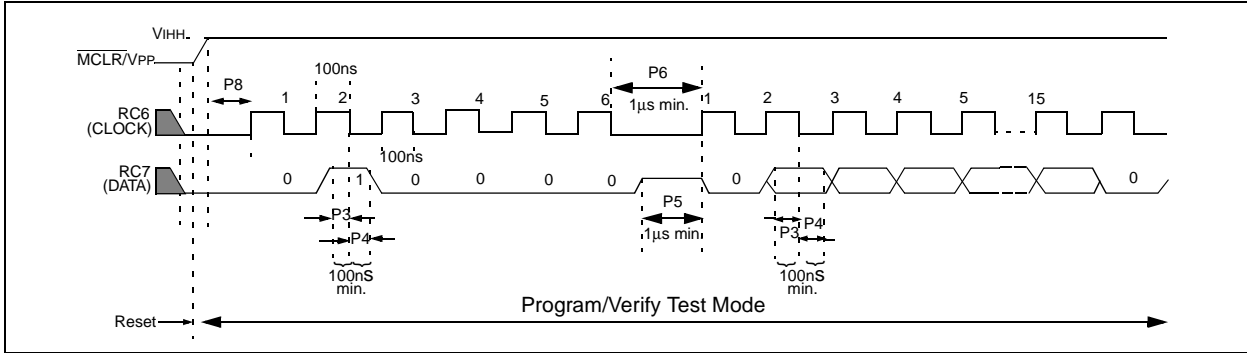 VIHH
MCLR/VPP
P8
100ns
P6
1µs min.
RC6
(CLOCK)
1 2 3 4 5 6 1 2 3 4 5 15
100ns
RC7
(DATA)
0 1 0 0 0 0 0 0
P3
P4
100ns
min.
P5
1µs min
P3
P4
100ns
min.
Program/Verify Test Mode
Reset